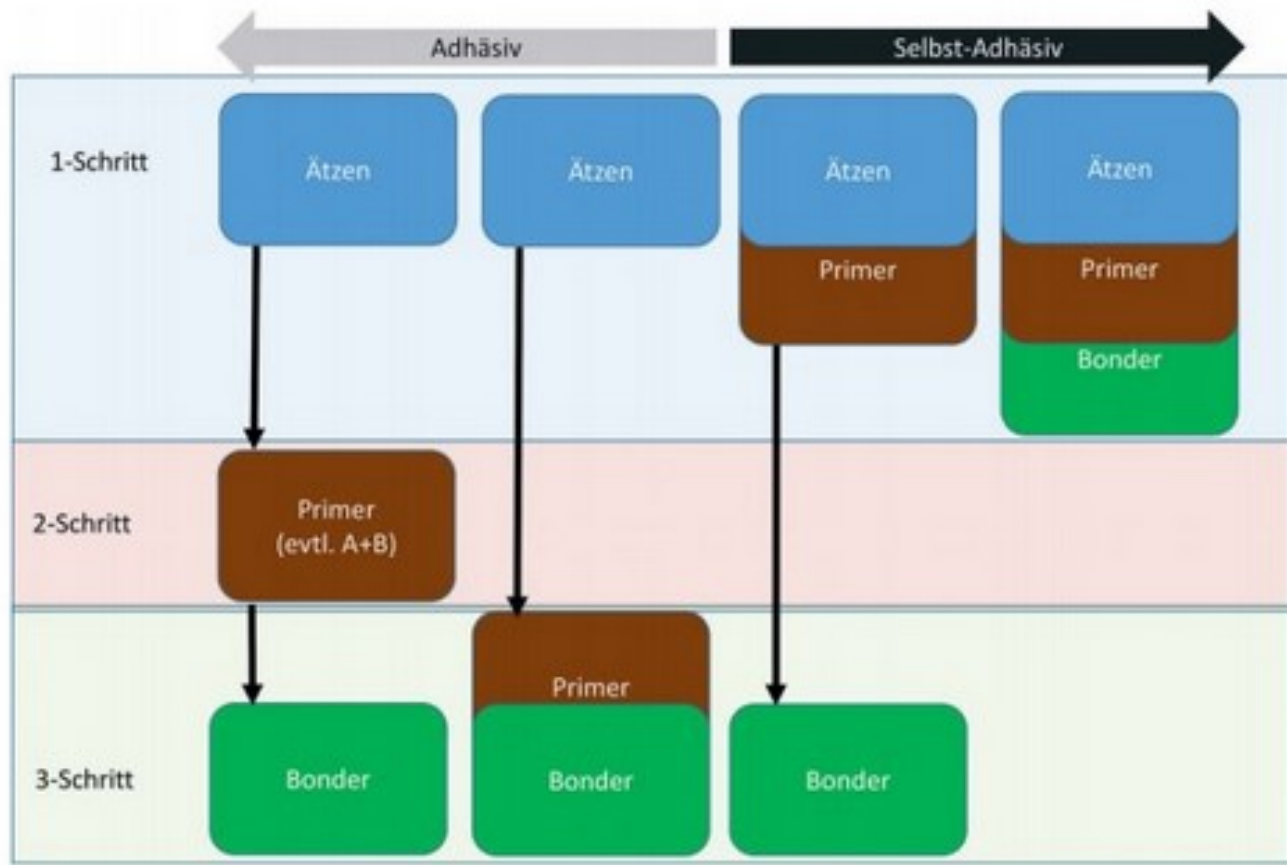 Adhäsiv
Selbst-Adhäsiv
1-Schritt
Ätzen
Ätzen
Ätzen
Ätzen
Primer
Primer
Bonder
2-Schritt
Primer
(evtl. A+B)
Primer
3-Schritt
Bonder
Bonder
Bonder